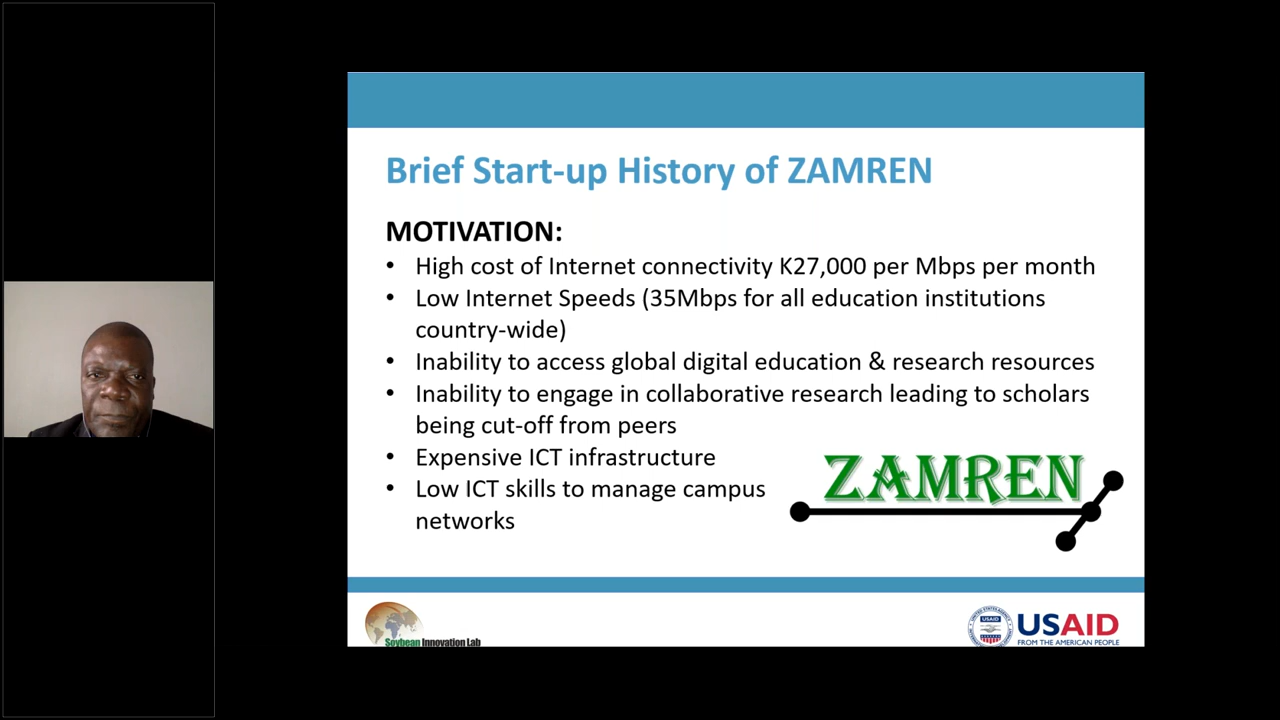 Brief Start-up History of ZAMREN
MOTIVATION:
• High cost of Internet connectivity K27,000 per Mbps per month
• Low Internet Speeds (35Mbps for all education institutions
country-wide)
• Inability to access global digital education & research resources
• Inability to engage in collaborative research leading to scholars
being cut-off from peers
• Expensive ICT infrastructure
• Low ICT skills to manage campus
networks
ZAMREN
Soybean Innovation Lab
USAID
USAID
FROM THE AMERICAN PEOPLE